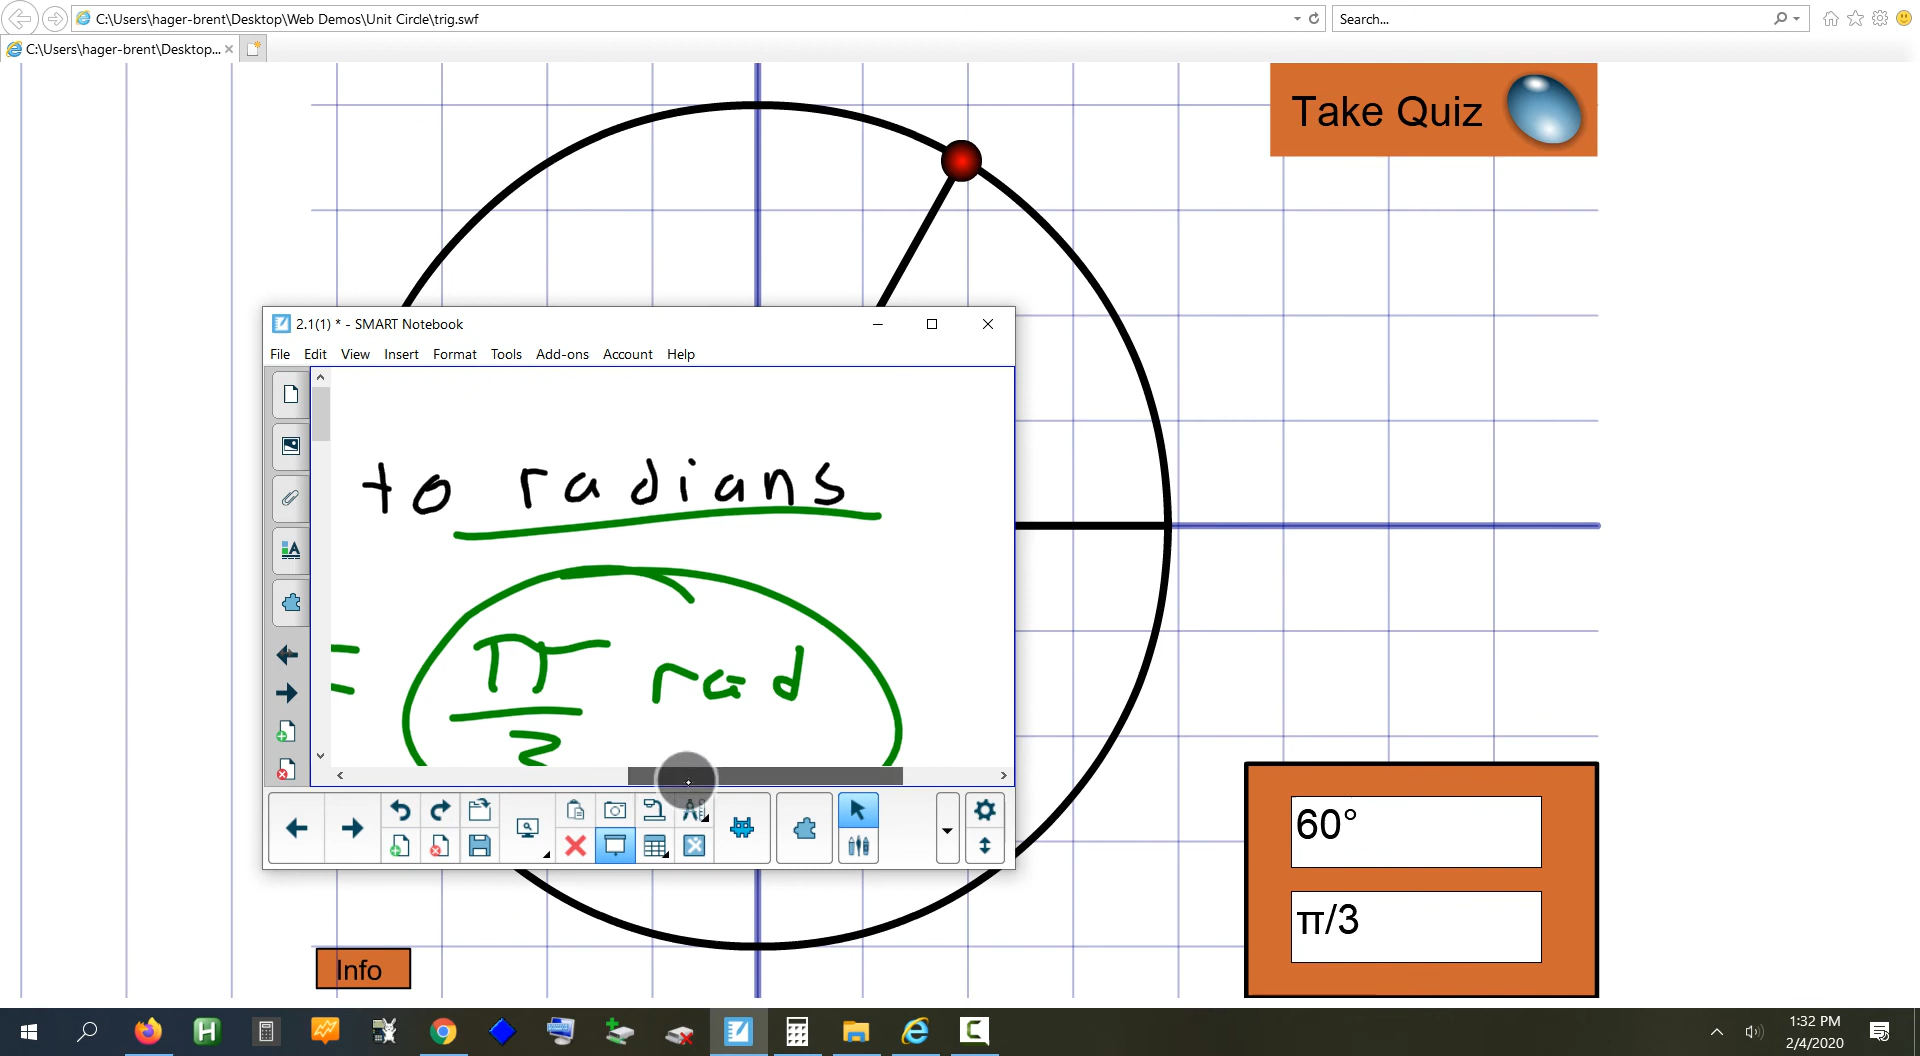 C:\Users\hager-brent\Desktop\Web Demos\Unit Circle\trig.swf
Search...
C:\Users\hager-brent\Desktop...
Take Quiz
2.1(1) * - SMART Notebook
File Edit View Insert Format Tools Add-ons Account Help
to radians
= π/3 rad
60°
π/3
Info
1:32 PM
2/4/2020